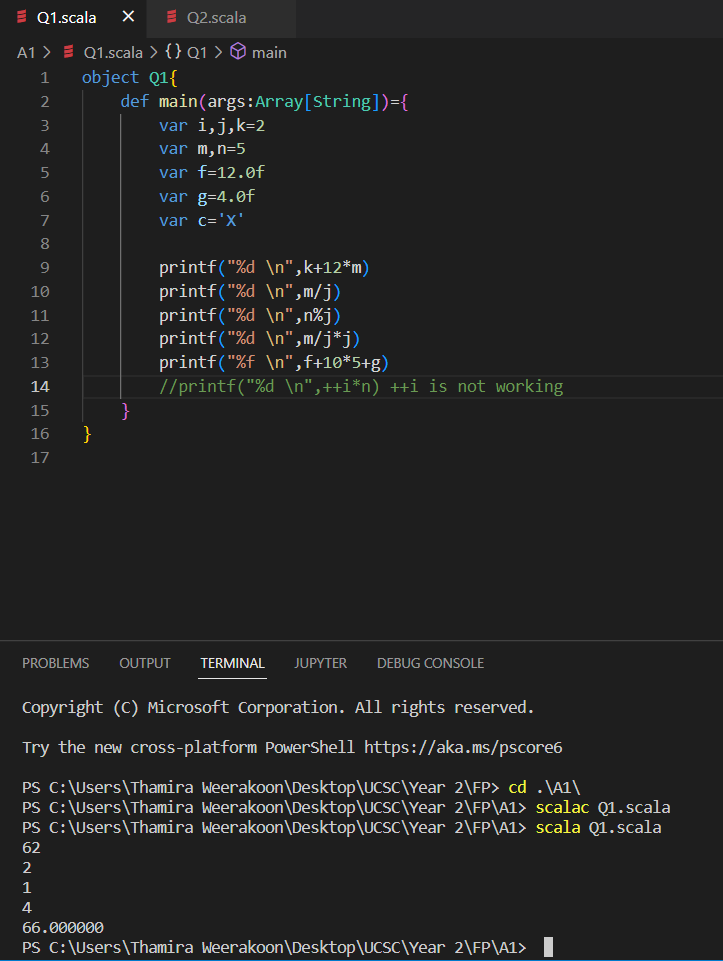 Q1.scala × Q2.scala
A1 > Q1.scala > {} Q1 > main
1 object Q1{
2     def main(args:Array[String])={
3         var i,j,k=2
4         var m,n=5
5         var f=12.0f
6         var g=4.0f
7         var c='X'
8
9         printf("%d \n",k+12*m)
10         printf("%d \n",m/j)
11         printf("%d \n",n%j)
12         printf("%d \n",m/j*j)
13         printf("%f \n",f+10*5+g)
14         //printf("%d \n",++i*n) ++i is not working
15     }
16 }
17
PROBLEMS OUTPUT TERMINAL JUPYTER DEBUG CONSOLE
Copyright (C) Microsoft Corporation. All rights reserved.
Try the new cross-platform PowerShell https://aka.ms/pscore6
PS C:\Users\Thamira Weerakoon\Desktop\UCSC\Year 2\FP> cd .\A1\
PS C:\Users\Thamira Weerakoon\Desktop\UCSC\Year 2\FP\A1> scalac Q1.scala
PS C:\Users\Thamira Weerakoon\Desktop\UCSC\Year 2\FP\A1> scala Q1.scala
62
2
1
4
66.000000
PS C:\Users\Thamira Weerakoon\Desktop\UCSC\Year 2\FP\A1>